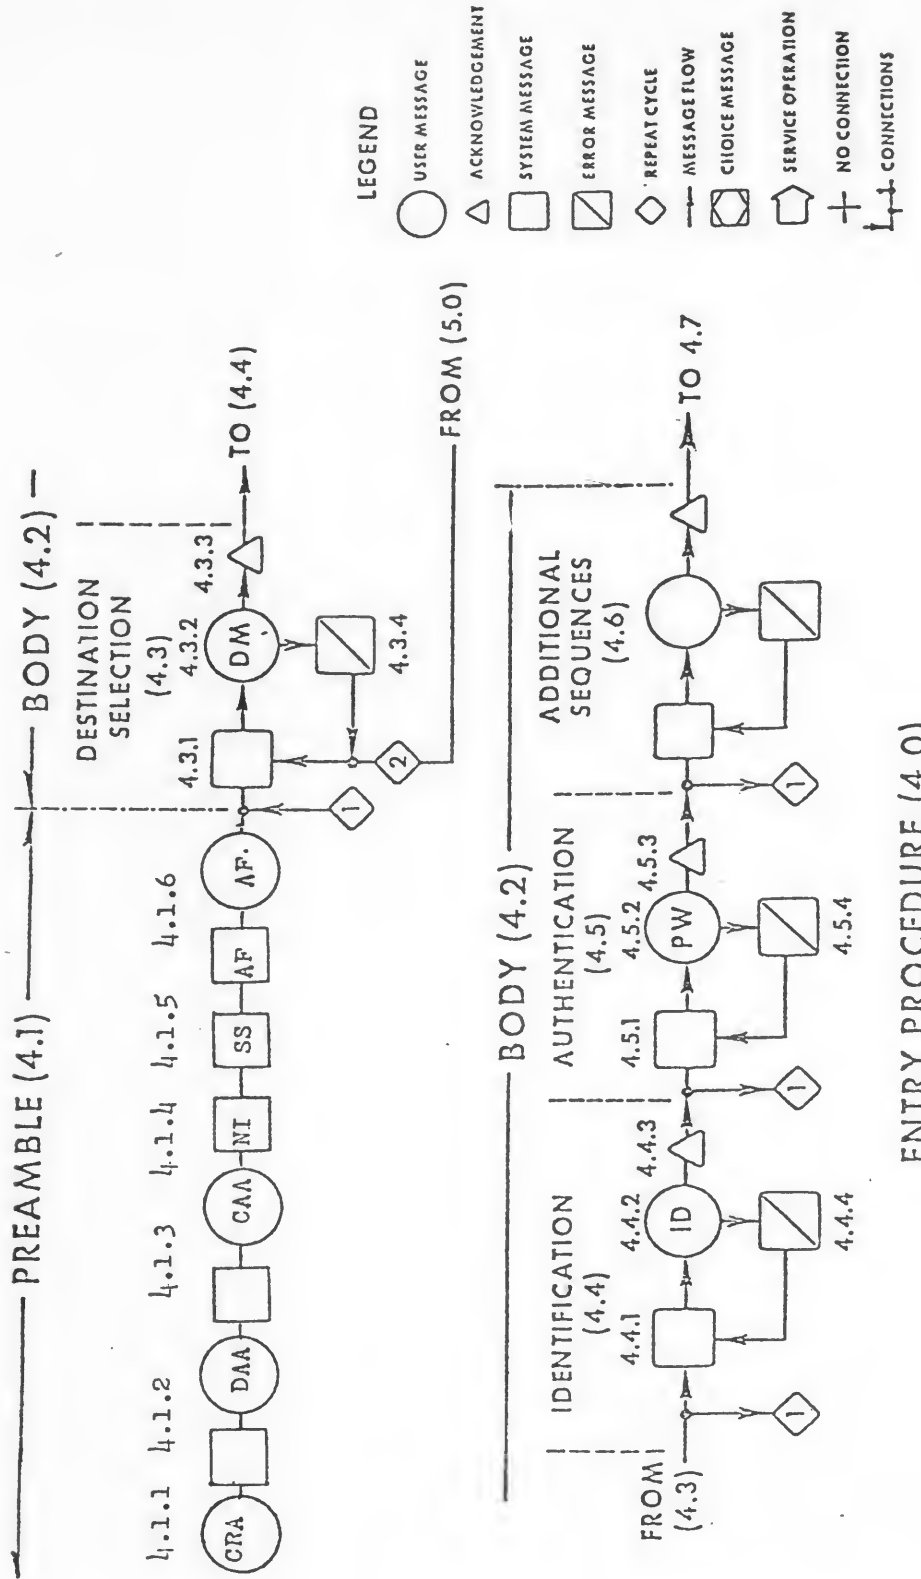 PREAMBLE (4.1)
BODY (4.2)
4.1.1
4.1.2
4.1.3
4.1.4
4.1.5
4.1.6
DESTINATION
SELECTION
(4.3)
4.3.1
4.3.2
4.3.3
CRA
DAA
CAA
NI
SS
AF
AF.
DM
TO (4.4)
1
2
4.3.4
FROM (5.0)
BODY (4.2)
IDENTIFICATION
(4.4)
4.4.1
4.4.2
4.4.3
AUTHENTICATION
(4.5)
4.5.1
4.5.2
4.5.3
ADDITIONAL
SEQUENCES
(4.6)
FROM
(4.3)
ID
PW
TO 4.7
1
1
1
4.4.4
4.5.4
ENTRY PROCEDURE (4.0)
LEGEND
USER MESSAGE
ACKNOWLEDGEMENT
SYSTEM MESSAGE
ERROR MESSAGE
REPEAT CYCLE
MESSAGE FLOW
CHOICE MESSAGE
SERVICE OPERATION
NO CONNECTION
CONNECTIONS